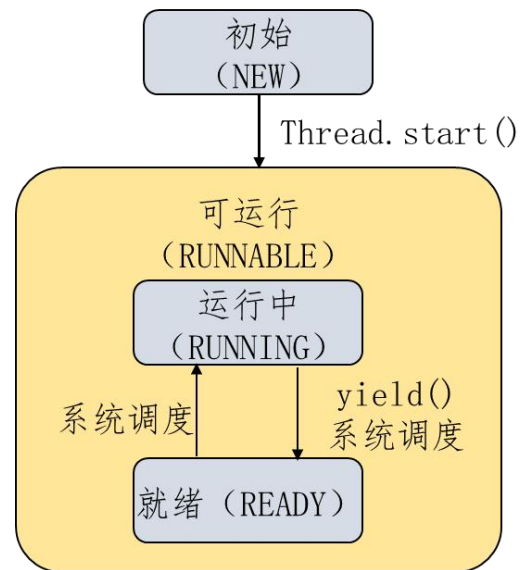 初始
（NEW）
Thread.start()
可运行
（RUNNABLE）
运行中
（RUNNING）
系统调度
yield()
系统调度
就绪（READY）